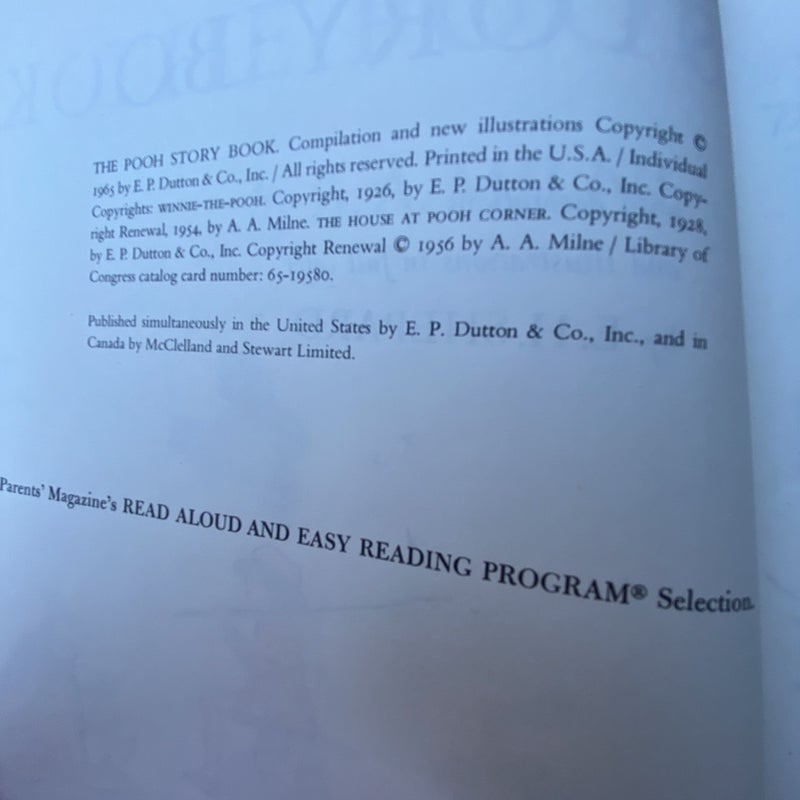 THE POOH STORY BOOK. Compilation and new illustrations Copyright ©
1965 by E. P. Dutton & Co., Inc. / All rights reserved. Printed in the U.S.A. / Individual
Copyrights: WINNIE-THE-POOH. Copyright, 1926, by E. P. Dutton & Co., Inc. Copy-
right Renewal, 1954, by A. A. Milne. THE HOUSE AT POOH CORNER. Copyright, 1928,
by E. P. Dutton & Co., Inc. Copyright Renewal © 1956 by A. A. Milne / Library of
Congress catalog card number: 65-19580.
Published simultaneously in the United States by E. P. Dutton & Co., Inc., and in
Canada by McClelland and Stewart Limited.
Parents' Magazine's READ ALOUD AND EASY READING PROGRAM® Selection.